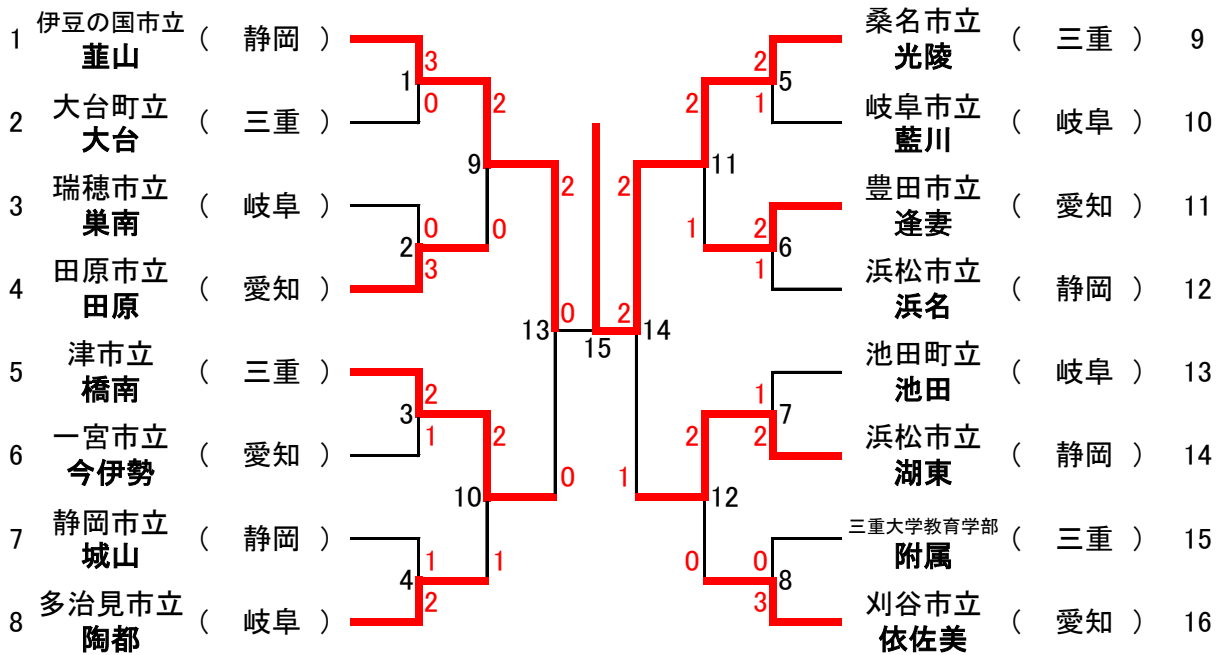 1 伊豆の国市立 韮山 （ 静岡 ）
2 大台町立 大台 （ 三重 ）
3 瑞穂市立 巣南 （ 岐阜 ）
4 田原市立 田原 （ 愛知 ）
5 津市立 橋南 （ 三重 ）
6 一宮市立 今伊勢 （ 愛知 ）
7 静岡市立 城山 （ 静岡 ）
8 多治見市立 陶都 （ 岐阜 ）
1 3 0
2 0 3
3 2 1
4 1 2
9 2 0
10 2 1
13 2 0
15 0 2
14 2 1
11 2 1
12 2 0
5 2 1
6 2 1
7 1 2
8 0 3
桑名市立 光陵 （ 三重 ） 9
岐阜市立 藍川 （ 岐阜 ） 10
豊田市立 逢妻 （ 愛知 ） 11
浜松市立 浜名 （ 静岡 ） 12
池田町立 池田 （ 岐阜 ） 13
浜松市立 湖東 （ 静岡 ） 14
三重大学教育学部 附属 （ 三重 ） 15
刈谷市立 依佐美 （ 愛知 ） 16